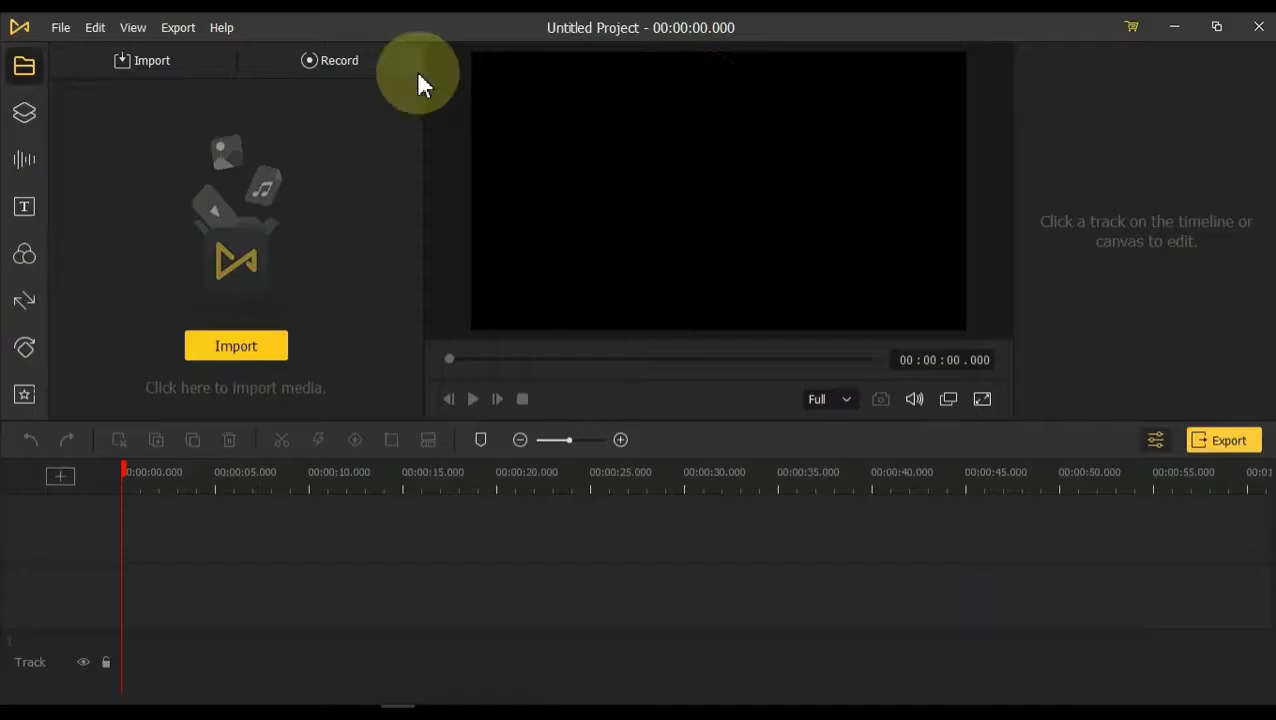 File Edit View Export Help Untitled Project - 00:00:00.000
Import Record
Click a track on the timeline or
canvas to edit.
Import
00:00:00.000
Click here to import media.
Full
Export
0:00:00.000 00:00:05.000 00:00:10.000 00:00:15.000 00:00:20.000 00:00:25.000 00:00:30.000 00:00:35.000 00:00:40.000 00:00:45.000 00:00:50.000 00:00:55.000 00:01
Track